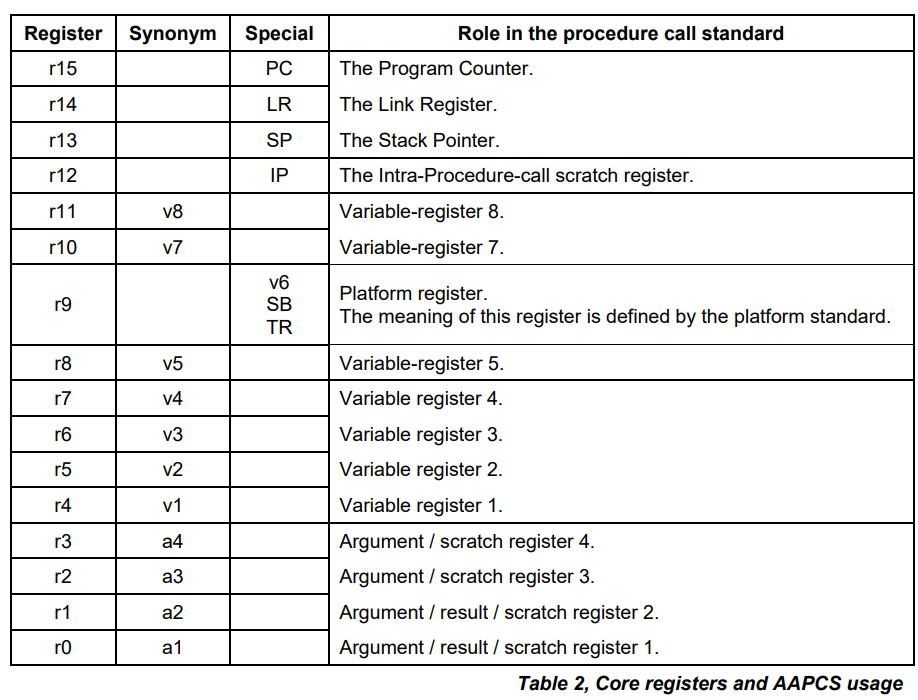 Register Synonym Special Role in the procedure call standard
r15 PC The Program Counter.
r14 LR The Link Register.
r13 SP The Stack Pointer.
r12 IP The Intra-Procedure-call scratch register.
r11 v8 Variable-register 8.
r10 v7 Variable-register 7.
r9 v6 SB TR Platform register.
The meaning of this register is defined by the platform standard.
r8 v5 Variable-register 5.
r7 v4 Variable register 4.
r6 v3 Variable register 3.
r5 v2 Variable register 2.
r4 v1 Variable register 1.
r3 a4 Argument / scratch register 4.
r2 a3 Argument / scratch register 3.
r1 a2 Argument / result / scratch register 2.
r0 a1 Argument / result / scratch register 1.
Table 2, Core registers and AAPCS usage